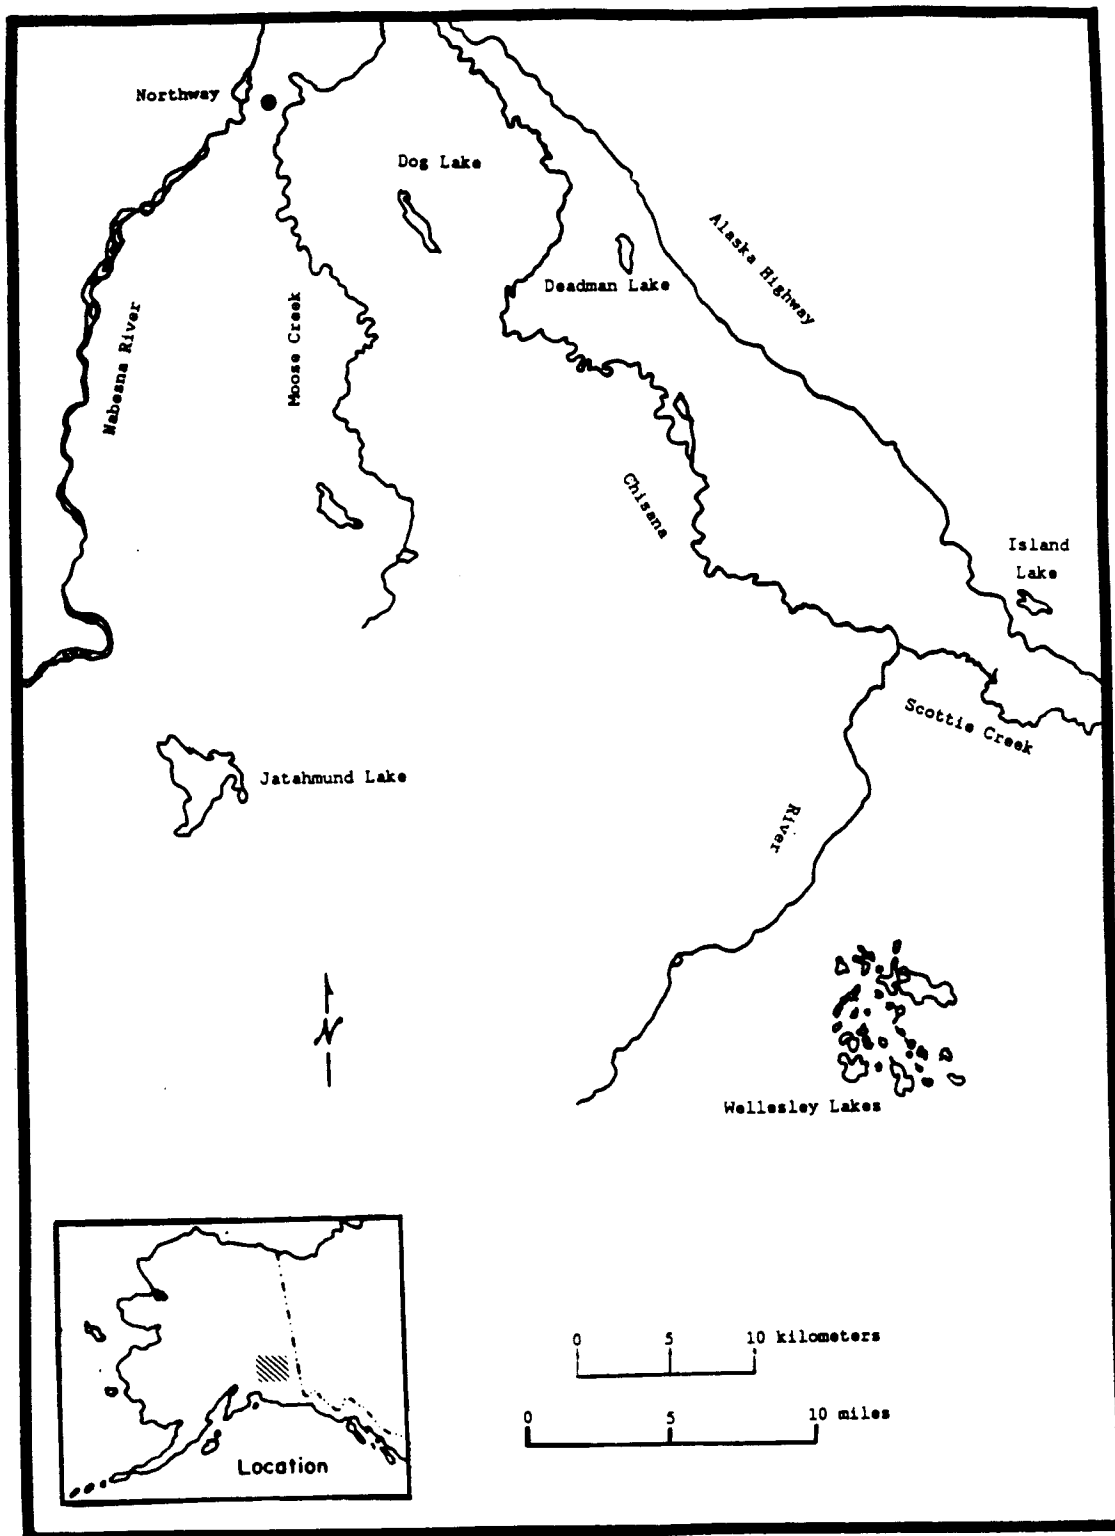 Northway
Dog Lake
Alaska Highway
Deadman Lake
Nabesna River
Moose Creek
Chisana
Island
Lake
Scottie Creek
Jatahmund Lake
River
N
Wellesley Lakes
0 5 10 kilometers
0 5 10 miles
Location